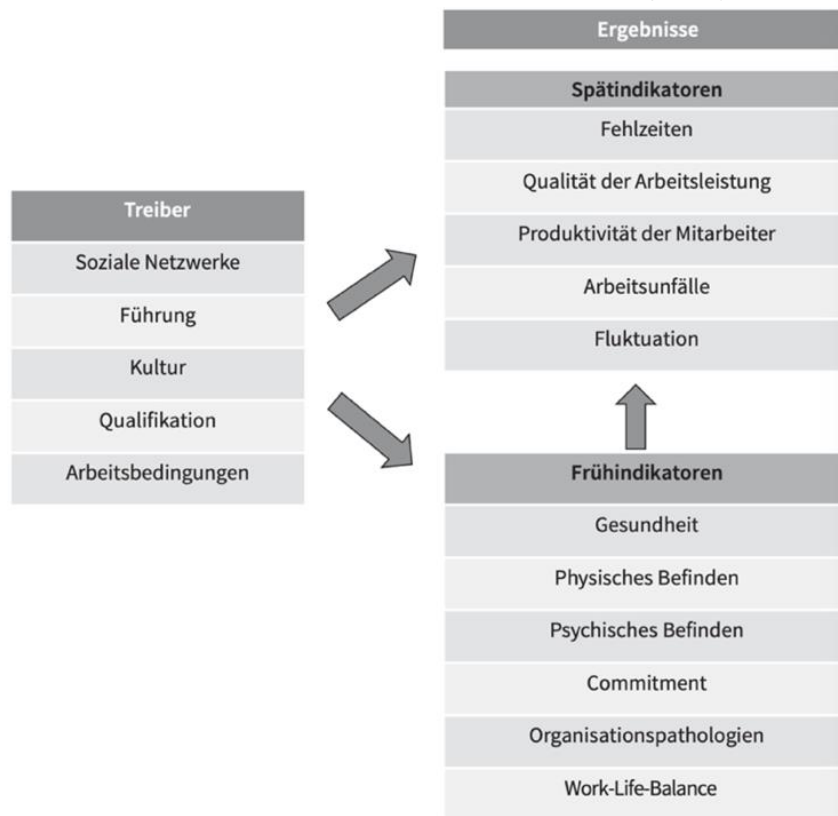 Ergebnisse
Spätindikatoren
Fehlzeiten
Qualität der Arbeitsleistung
Produktivität der Mitarbeiter
Arbeitsunfälle
Fluktuation
Treiber
Soziale Netzwerke
Führung
Kultur
Qualifikation
Arbeitsbedingungen
Frühindikatoren
Gesundheit
Physisches Befinden
Psychisches Befinden
Commitment
Organisationspathologien
Work-Life-Balance